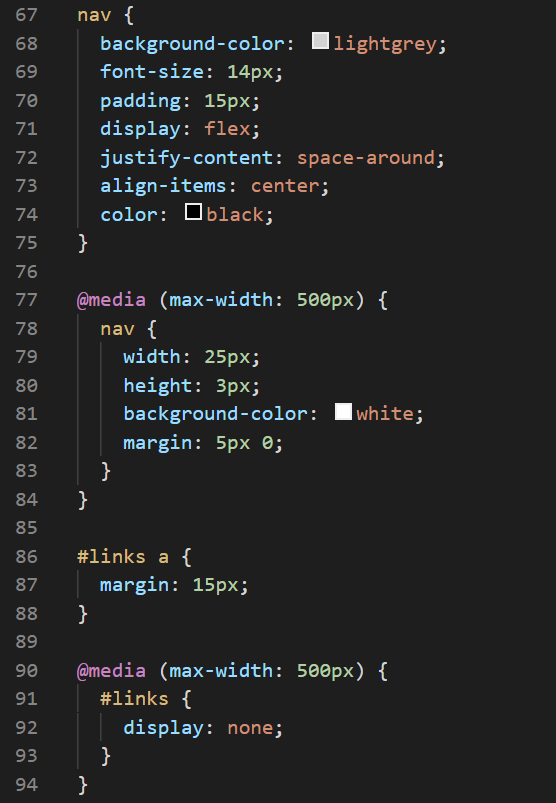 67 nav {
68   background-color: lightgrey;
69   font-size: 14px;
70   padding: 15px;
71   display: flex;
72   justify-content: space-around;
73   align-items: center;
74   color: black;
75 }
76
77 @media (max-width: 500px) {
78   nav {
79     width: 25px;
80     height: 3px;
81     background-color: white;
82     margin: 5px 0;
83   }
84 }
85
86 #links a {
87   margin: 15px;
88 }
89
90 @media (max-width: 500px) {
91   #links {
92     display: none;
93   }
94 }